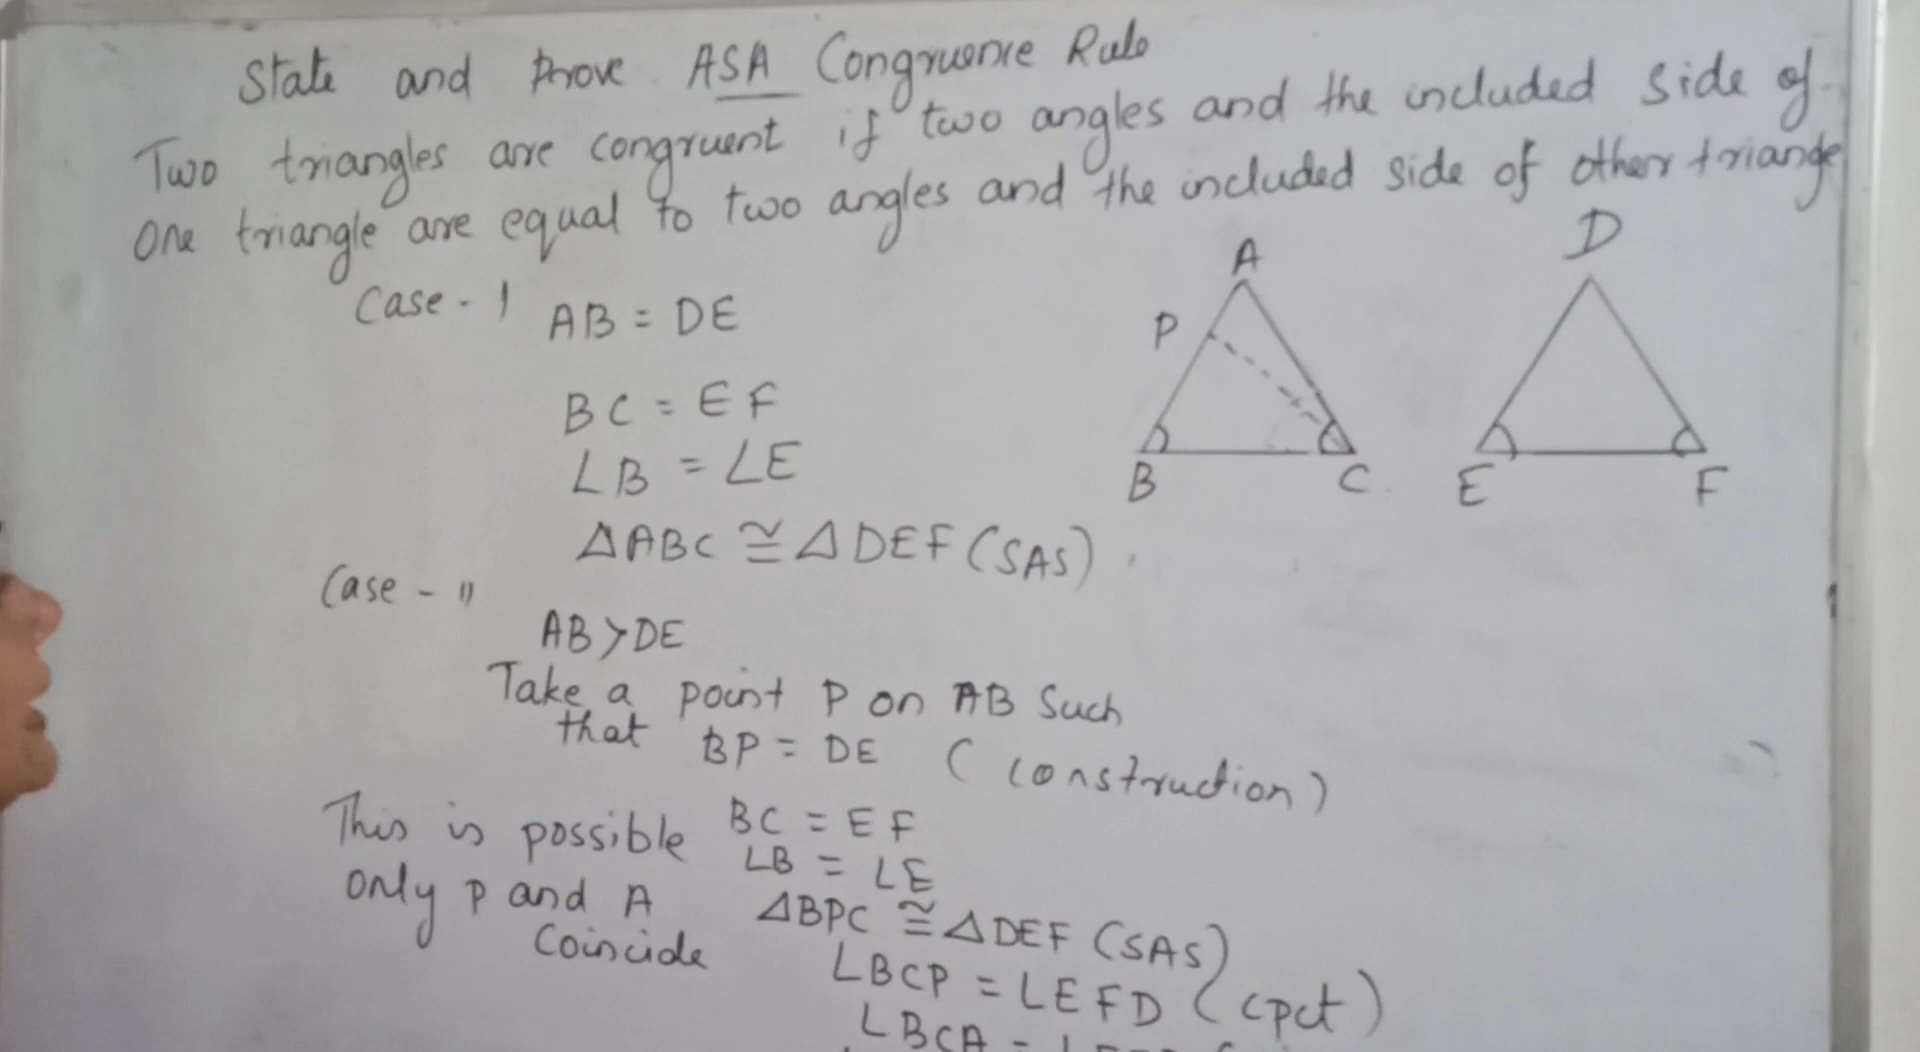 State and Prove ASA Congruence Rule
Two triangles are congruent if two angles and the included side of
one triangle are equal to two angles and the included side of other triangle
Case - I
AB = DE
A
D
P
BC = EF
∠B = ∠E
B
C
E
F
ΔABC ≅ ΔDEF (SAS)
Case - II
AB > DE
Take a point P on AB Such
that BP = DE (construction)
This is possible
only P and A
Coincide
BC = EF
∠B = ∠E
ΔBPC ≅ ΔDEF (SAS)
∠BCP = ∠EFD (cpct)
∠BCA =